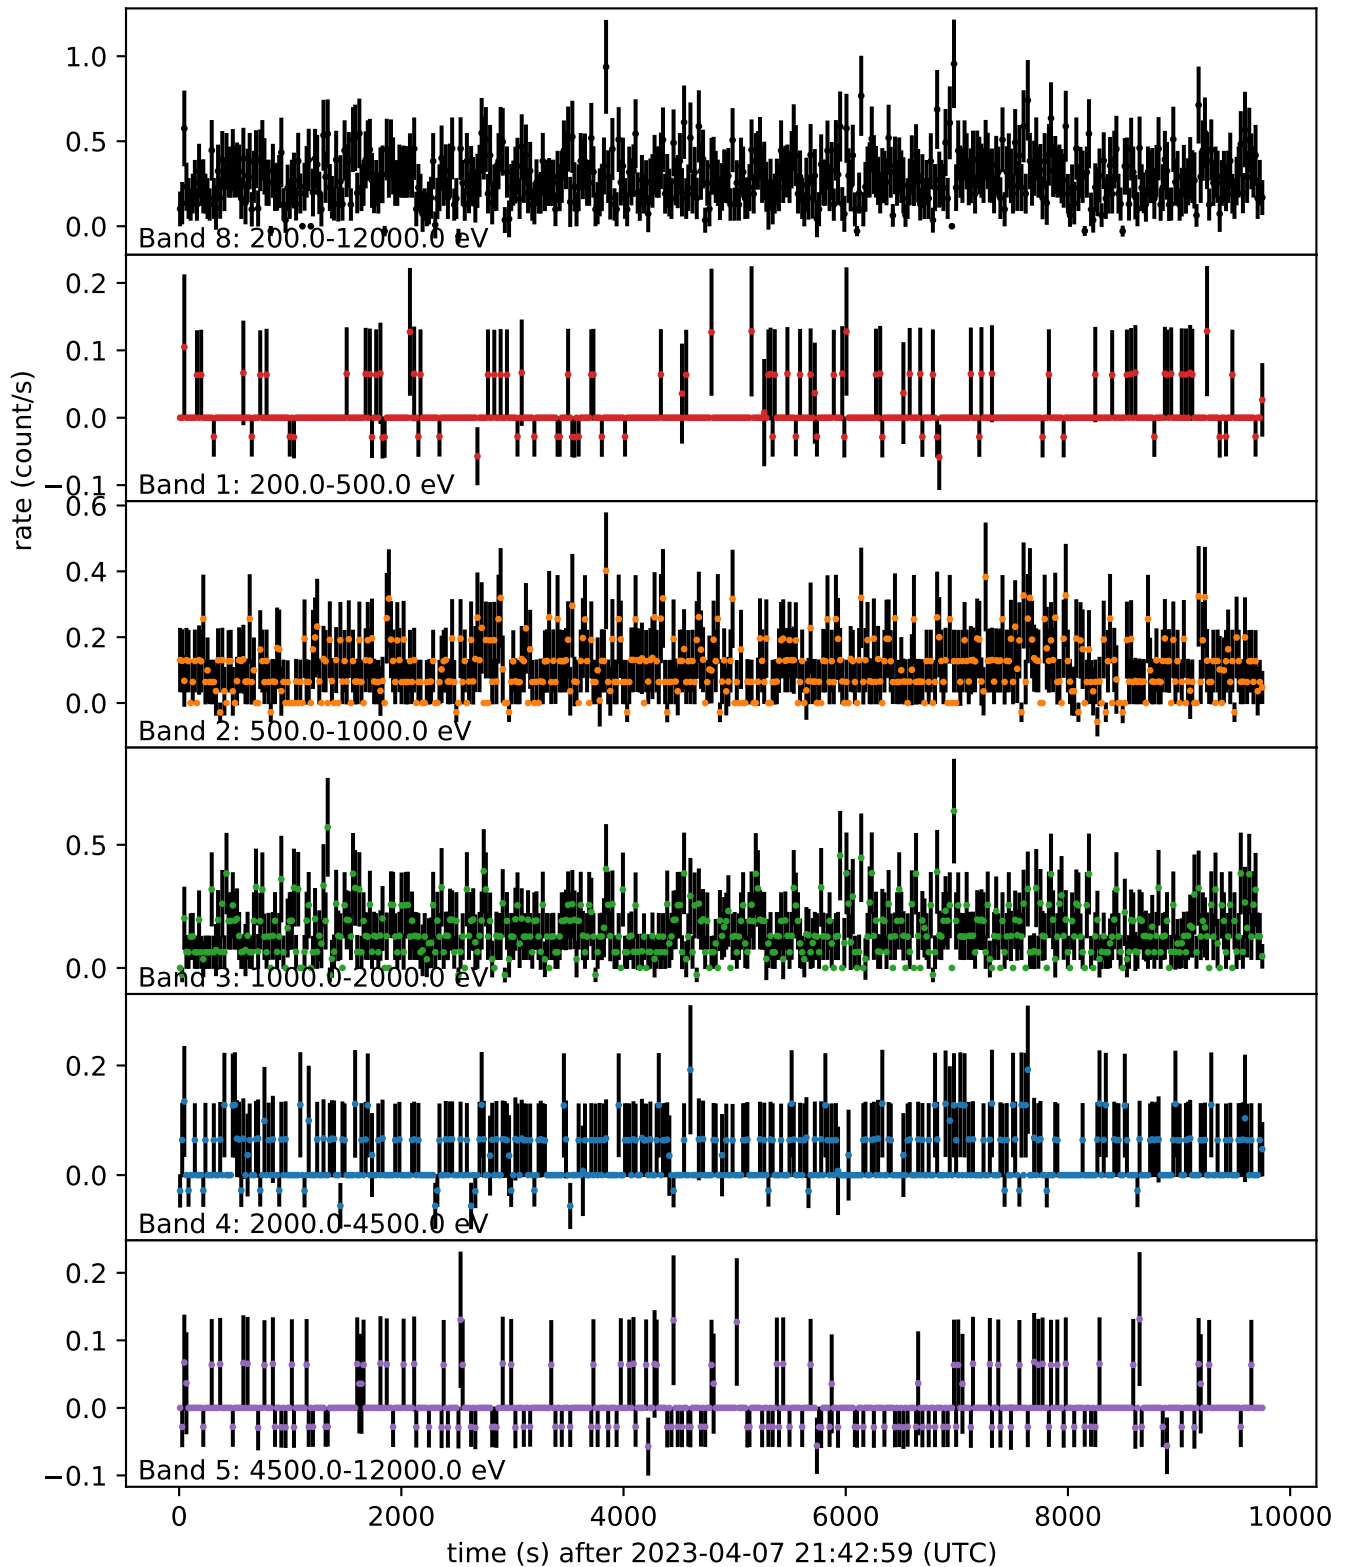 1.0
0.5
0.0
Band 8: 200.0-12000.0 eV
0.2
0.1
0.0
−0.1
Band 1: 200.0-500.0 eV
rate (count/s)
0.6
0.4
0.2
0.0
Band 2: 500.0-1000.0 eV
0.5
0.0
Band 3: 1000.0-2000.0 eV
0.2
0.0
Band 4: 2000.0-4500.0 eV
0.2
0.1
0.0
−0.1
Band 5: 4500.0-12000.0 eV
0 2000 4000 6000 8000 10000
time (s) after 2023-04-07 21:42:59 (UTC)